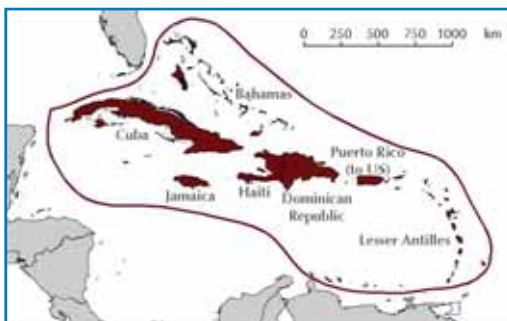 0 250 500 750 1000 km
Bahamas
Cuba
Puerto Rico
(to US)
Jamaica
Haiti
Dominican
Republic
Lesser Antilles